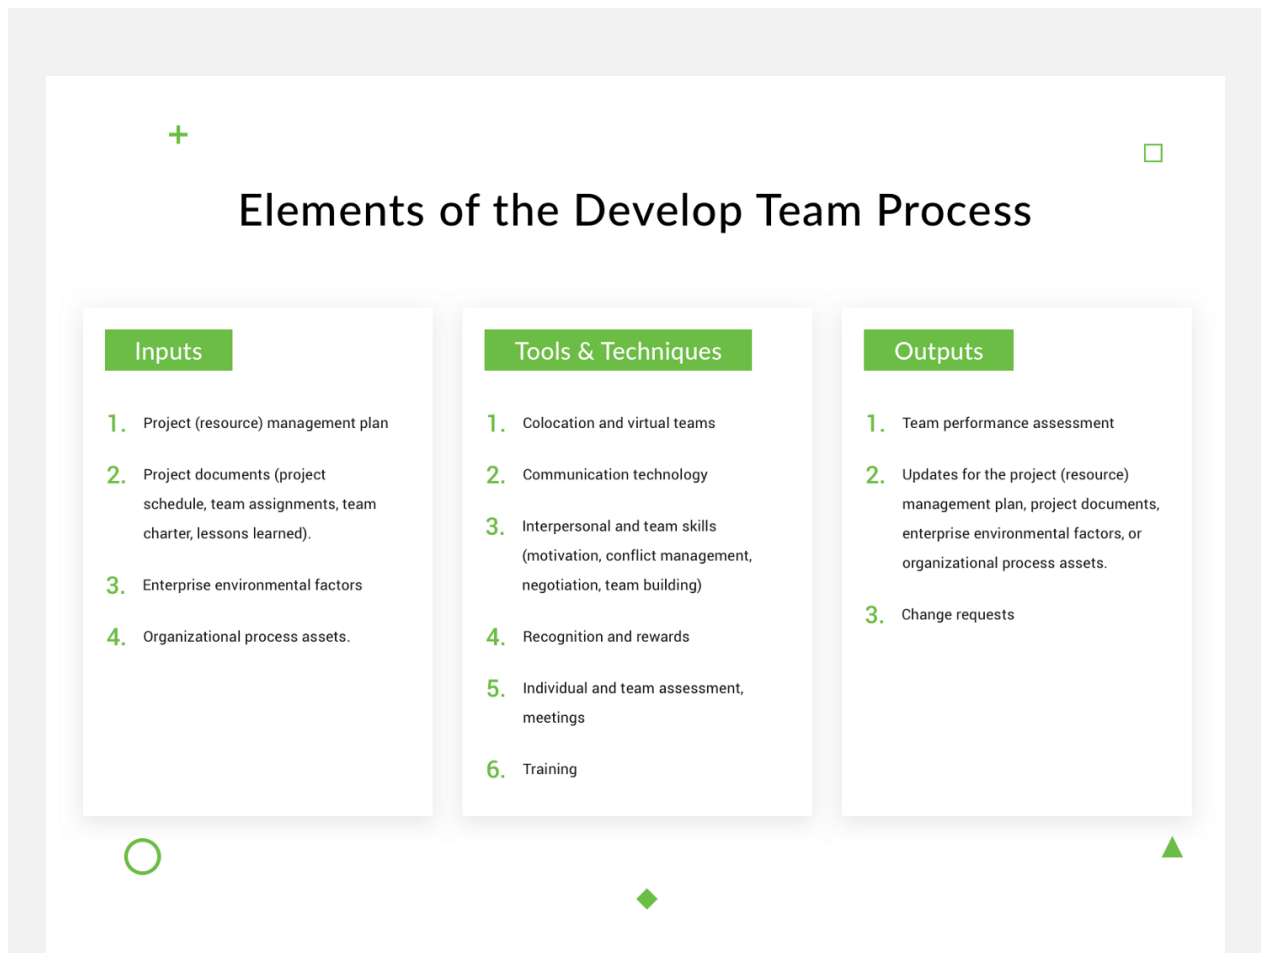 Elements of the Develop Team Process
Inputs
1. Project (resource) management plan
2. Project documents (project
schedule, team assignments, team
charter, lessons learned).
3. Enterprise environmental factors
4. Organizational process assets.
Tools & Techniques
1. Colocation and virtual teams
2. Communication technology
3. Interpersonal and team skills
(motivation, conflict management,
negotiation, team building)
4. Recognition and rewards
5. Individual and team assessment,
meetings
6. Training
Outputs
1. Team performance assessment
2. Updates for the project (resource)
management plan, project documents,
enterprise environmental factors, or
organizational process assets.
3. Change requests